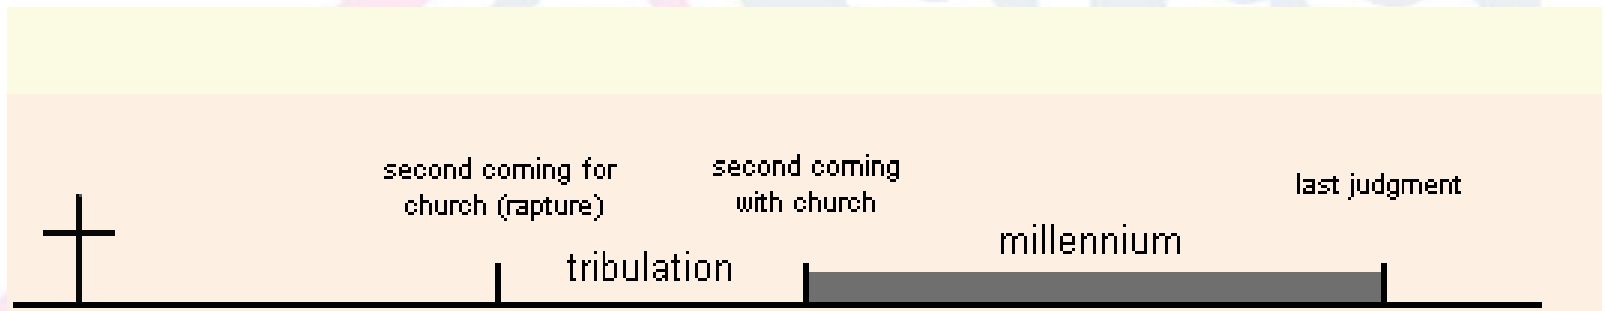 second coming for
church (rapture)
second coming
with church
last judgment
tribulation
millennium